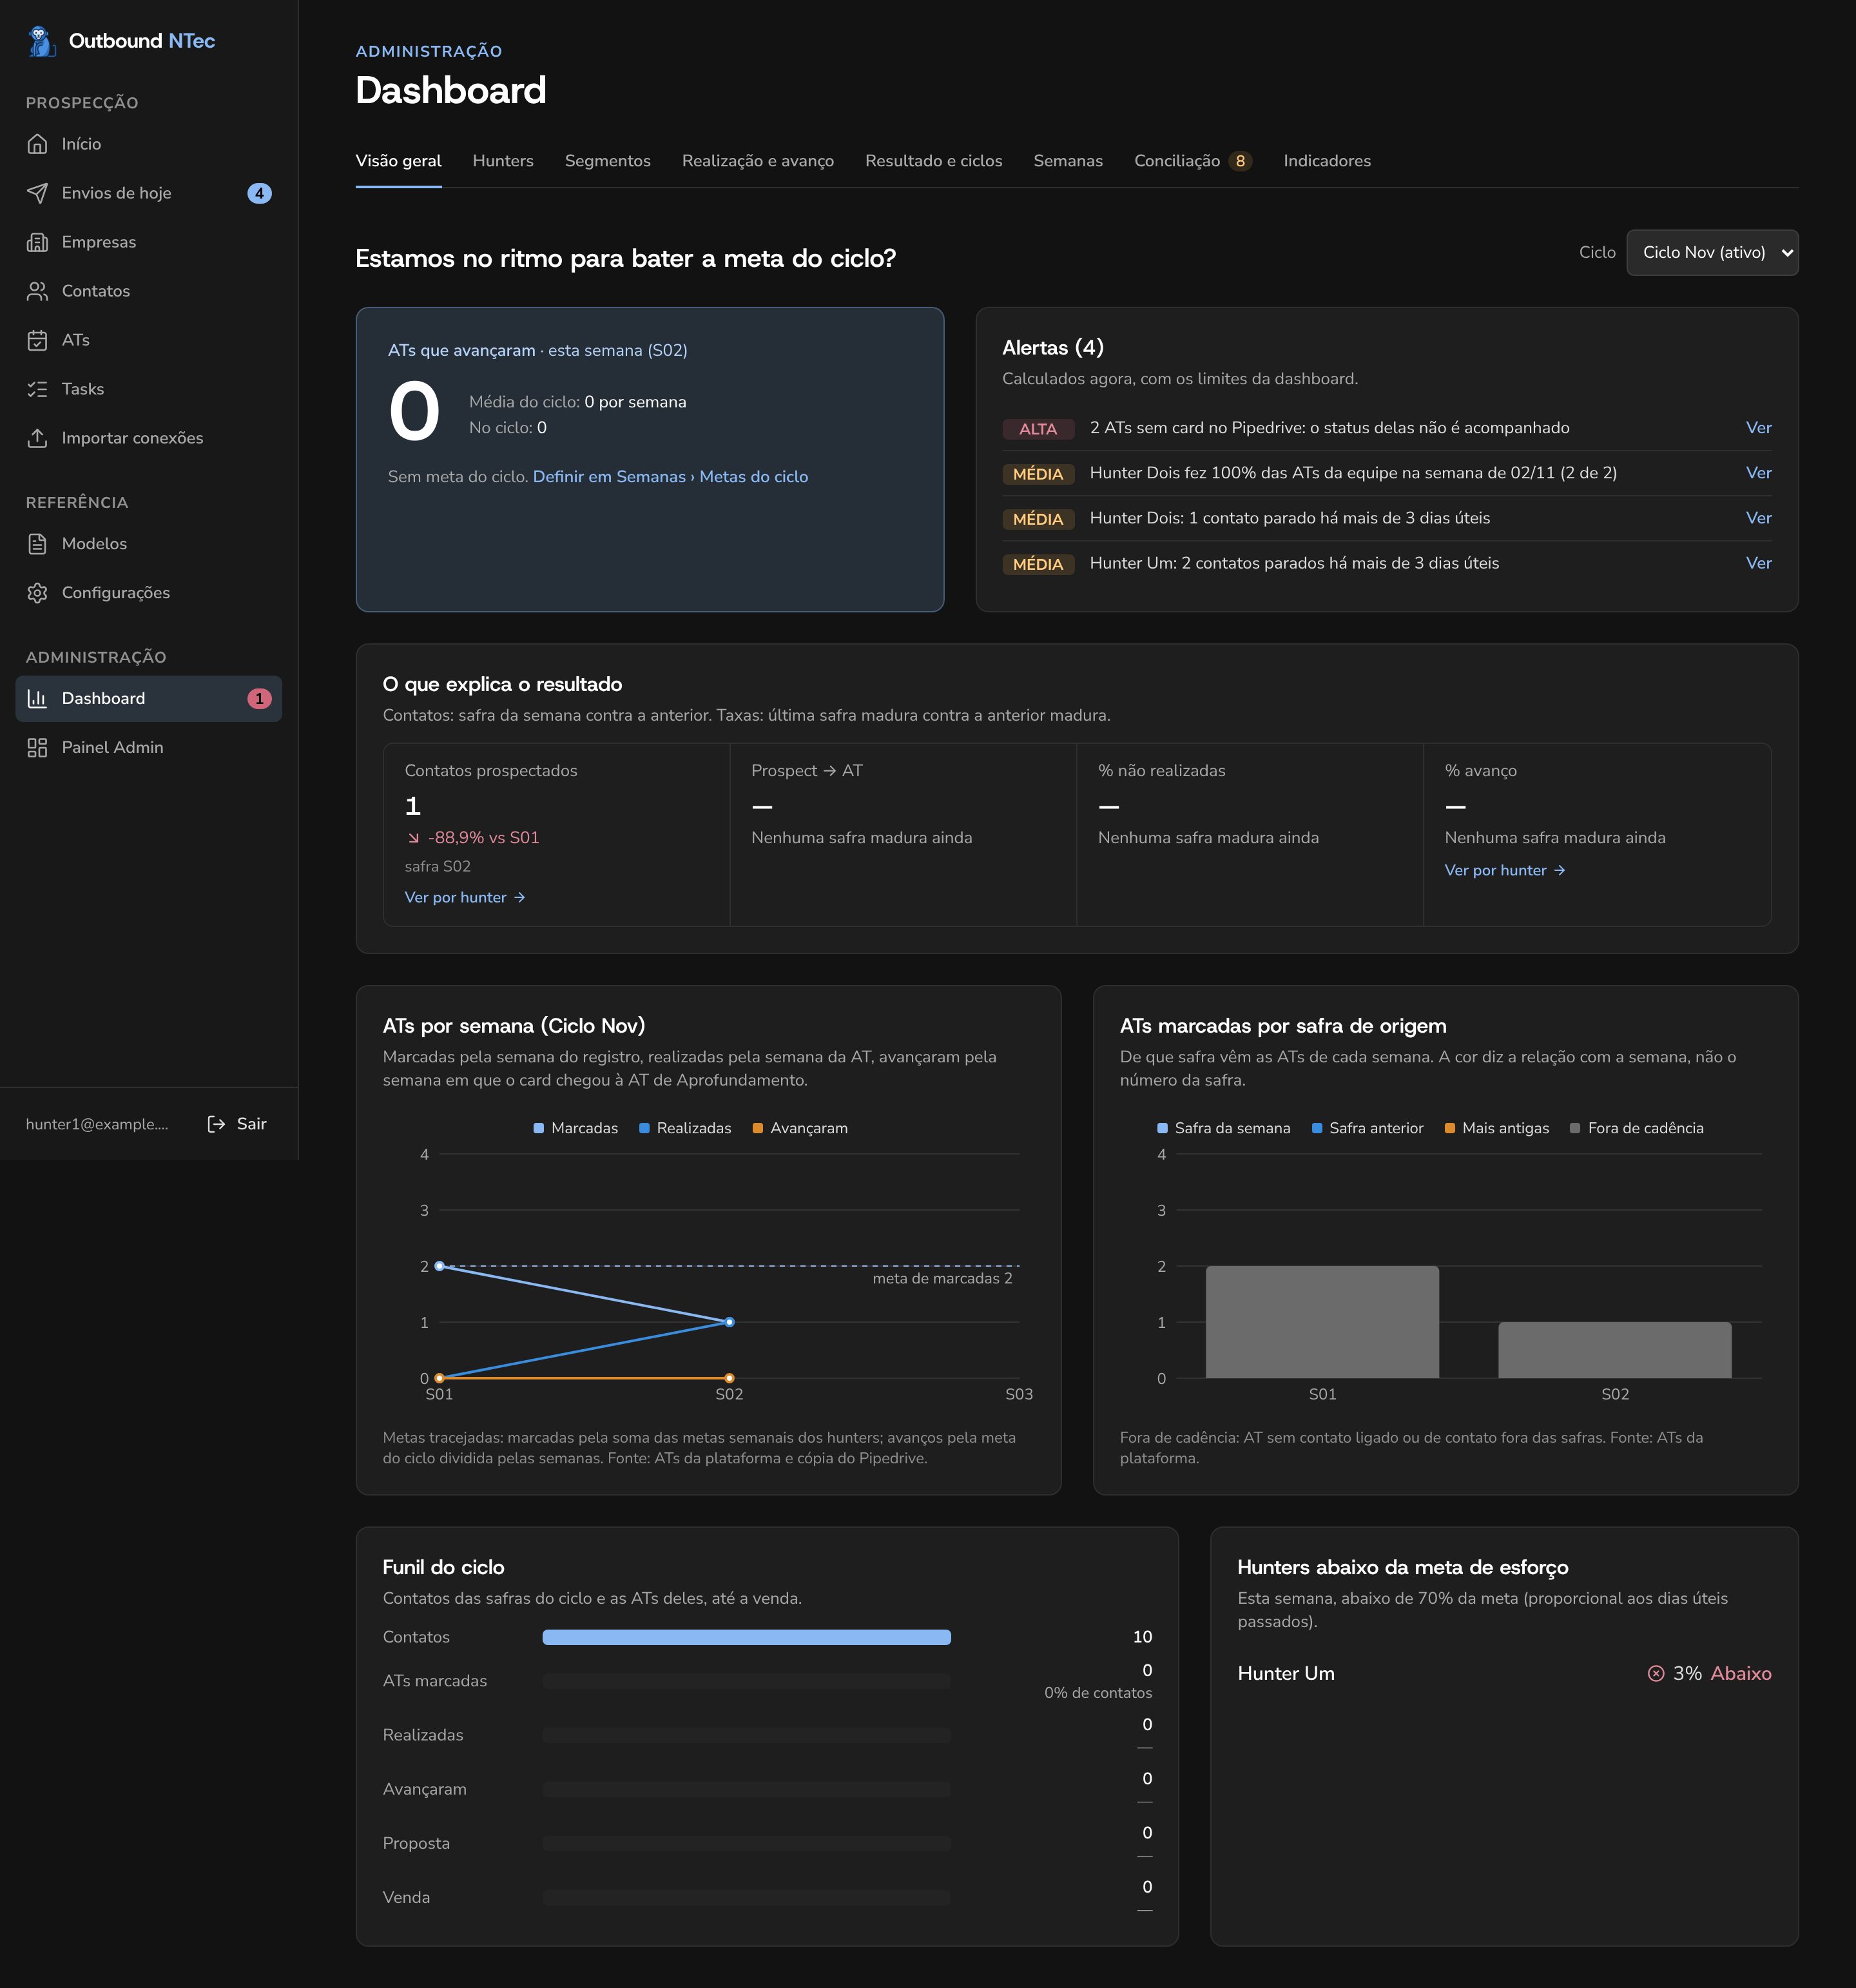 Outbound NTec
PROSPECÇÃO
Início
Envios de hoje 4
Empresas
Contatos
ATs
Tasks
Importar conexões
REFERÊNCIA
Modelos
Configurações
ADMINISTRAÇÃO
Dashboard 1
Painel Admin
hunter1@example.... Sair
ADMINISTRAÇÃO
Dashboard
Visão geral Hunters Segmentos Realização e avanço Resultado e ciclos Semanas Conciliação 8 Indicadores
Estamos no ritmo para bater a meta do ciclo?
Ciclo Ciclo Nov (ativo)
ATs que avançaram · esta semana (S02)
0
Média do ciclo: 0 por semana
No ciclo: 0
Sem meta do ciclo. Definir em Semanas › Metas do ciclo
Alertas (4)
Calculados agora, com os limites da dashboard.
ALTA 2 ATs sem card no Pipedrive: o status delas não é acompanhado Ver
MÉDIA Hunter Dois fez 100% das ATs da equipe na semana de 02/11 (2 de 2) Ver
MÉDIA Hunter Dois: 1 contato parado há mais de 3 dias úteis Ver
MÉDIA Hunter Um: 2 contatos parados há mais de 3 dias úteis Ver
O que explica o resultado
Contatos: safra da semana contra a anterior. Taxas: última safra madura contra a anterior madura.
Contatos prospectados
1
↘ -88,9% vs S01
safra S02
Ver por hunter →
Prospect → AT
—
Nenhuma safra madura ainda
% não realizadas
—
Nenhuma safra madura ainda
% avanço
—
Nenhuma safra madura ainda
Ver por hunter →
ATs por semana (Ciclo Nov)
Marcadas pela semana do registro, realizadas pela semana da AT, avançaram pela
semana em que o card chegou à AT de Aprofundamento.
Marcadas Realizadas Avançaram
4
3
2
meta de marcadas 2
1
0
S01 S02 S03
Metas tracejadas: marcadas pela soma das metas semanais dos hunters; avanços pela meta
do ciclo dividida pelas semanas. Fonte: ATs da plataforma e cópia do Pipedrive.
ATs marcadas por safra de origem
De que safra vêm as ATs de cada semana. A cor diz a relação com a semana, não o
número da safra.
Safra da semana Safra anterior Mais antigas Fora de cadência
4
3
2
1
0
S01 S02
Fora de cadência: AT sem contato ligado ou de contato fora das safras. Fonte: ATs da
plataforma.
Funil do ciclo
Contatos das safras do ciclo e as ATs deles, até a venda.
Contatos 10
ATs marcadas 0
0% de contatos
Realizadas 0
—
Avançaram 0
—
Proposta 0
—
Venda 0
—
Hunters abaixo da meta de esforço
Esta semana, abaixo de 70% da meta (proporcional aos dias úteis
passados).
Hunter Um 3% Abaixo